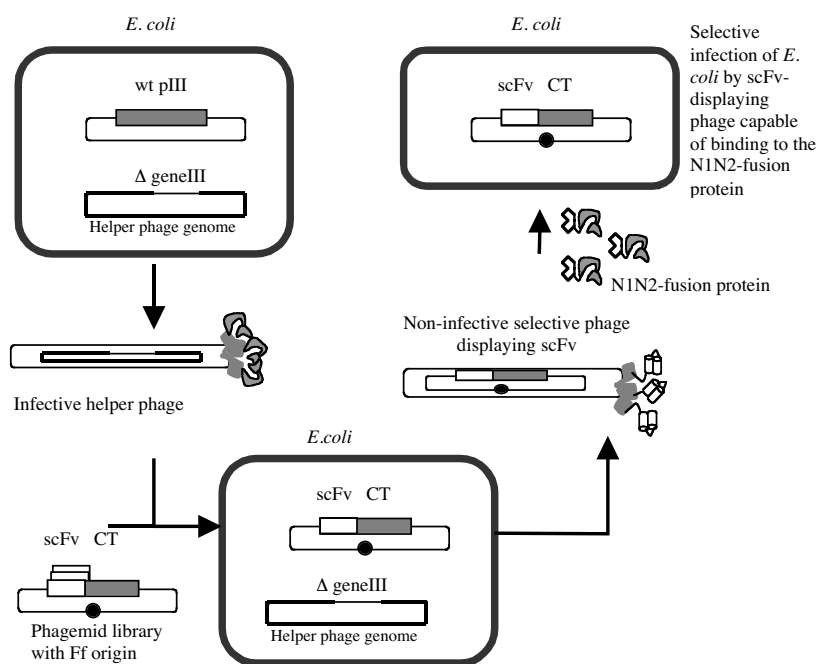 E. coli
wt pIII
Δ geneIII
Helper phage genome
Infective helper phage
scFv CT
Phagemid library
with Ff origin
E.coli
scFv CT
Δ geneIII
Helper phage genome
Non-infective selective phage
displaying scFv
N1N2-fusion protein
E. coli
scFv CT
Selective
infection of E.
coli by scFv-
displaying
phage capable
of binding to the
N1N2-fusion
protein